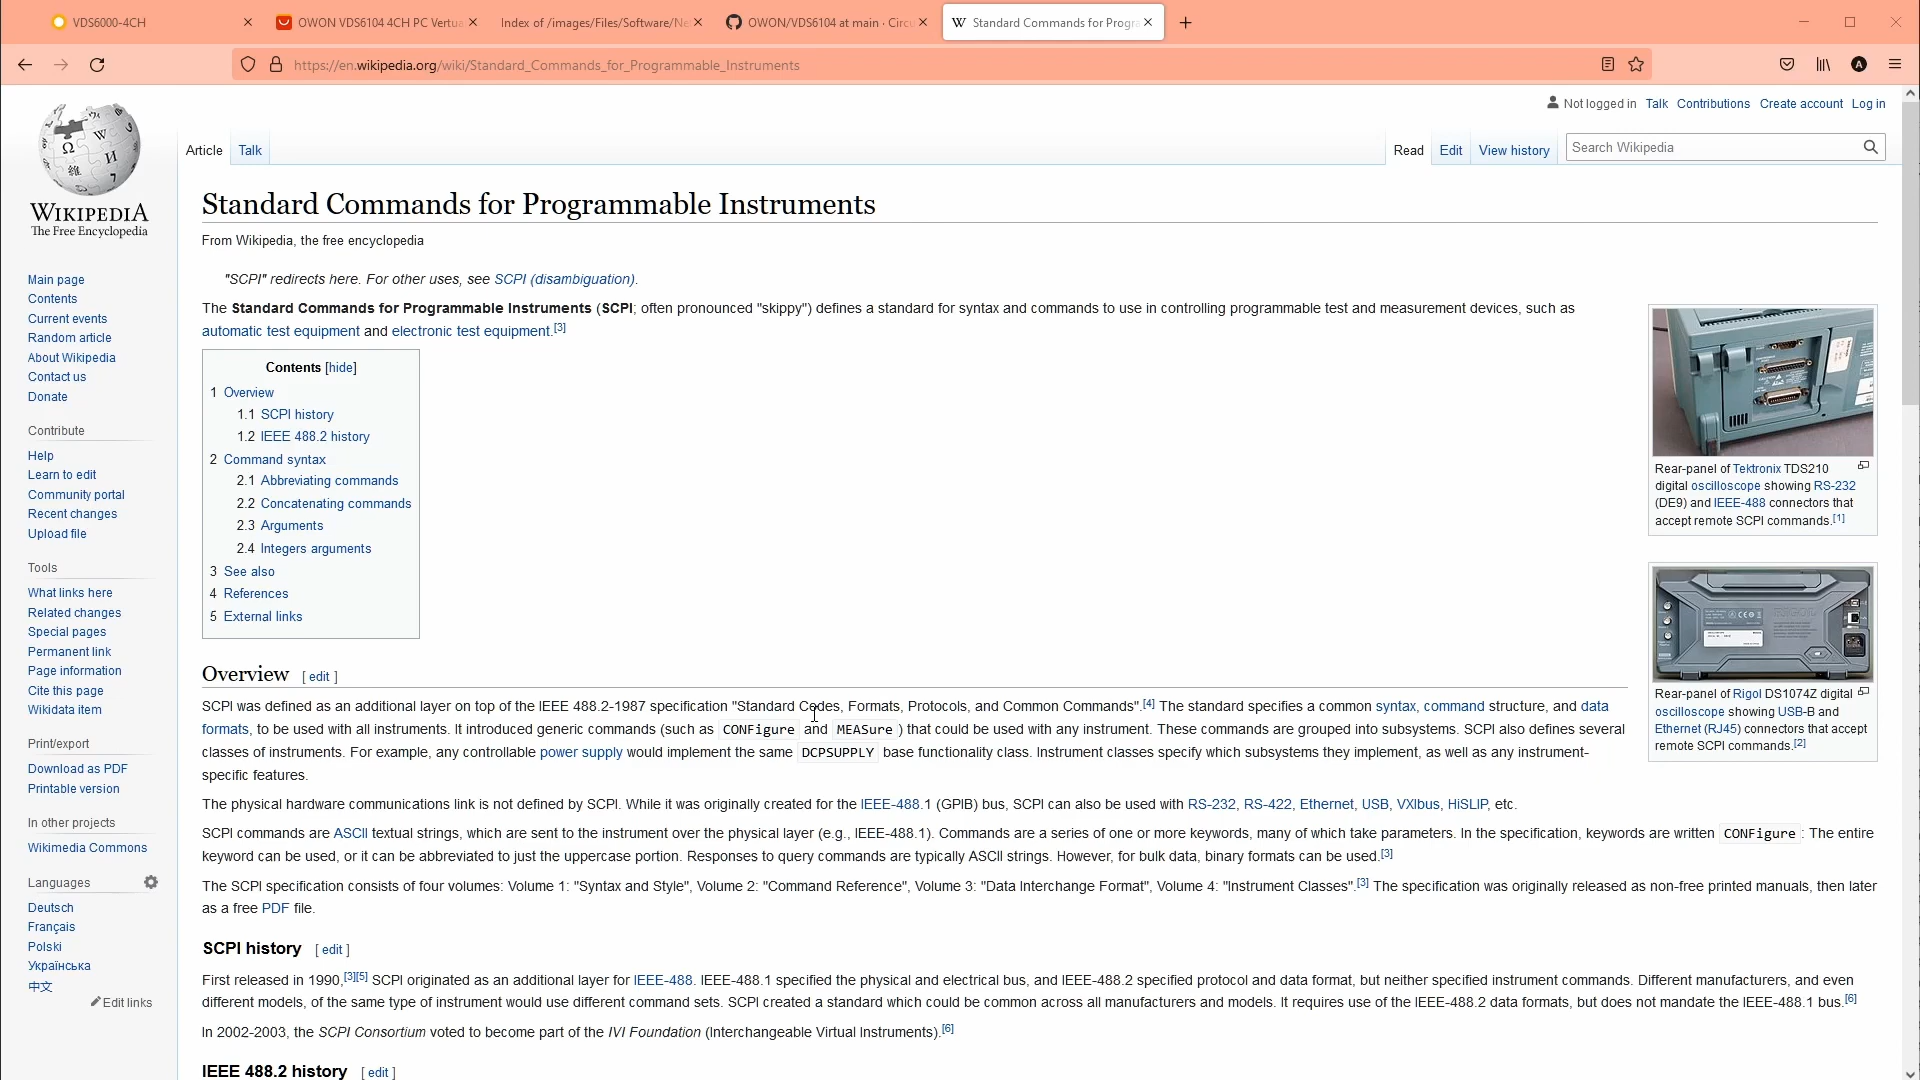 VDS6000-4CH
OWON VDS6104 4CH PC Vertua
Index of /images/Files/Software/Ne
OWON/VDS6104 at main · Circ
W Standard Commands for Progra
https://en.wikipedia.org/wiki/Standard_Commands_for_Programmable_Instruments
A
Not logged in Talk Contributions Create account Log in
Article Talk
Read Edit View history
Search Wikipedia
WIKIPEDIA
The Free Encyclopedia
Main page
Contents
Current events
Random article
About Wikipedia
Contact us
Donate
Contribute
Help
Learn to edit
Community portal
Recent changes
Upload file
Tools
What links here
Related changes
Special pages
Permanent link
Page information
Cite this page
Wikidata item
Print/export
Download as PDF
Printable version
In other projects
Wikimedia Commons
Languages
Deutsch
Français
Polski
Українська
中文
Edit links
Standard Commands for Programmable Instruments
From Wikipedia, the free encyclopedia
"SCPI" redirects here. For other uses, see SCPI (disambiguation).
The Standard Commands for Programmable Instruments (SCPI; often pronounced "skippy") defines a standard for syntax and commands to use in controlling programmable test and measurement devices, such as
automatic test equipment and electronic test equipment.[3]
Contents [hide]
1 Overview
1.1 SCPI history
1.2 IEEE 488.2 history
2 Command syntax
2.1 Abbreviating commands
2.2 Concatenating commands
2.3 Arguments
2.4 Integers arguments
3 See also
4 References
5 External links
Rear-panel of Tektronix TDS210
digital oscilloscope showing RS-232
(DE9) and IEEE-488 connectors that
accept remote SCPI commands.[1]
Rear-panel of Rigol DS1074Z digital
oscilloscope showing USB-B and
Ethernet (RJ45) connectors that accept
remote SCPI commands.[2]
Overview [ edit ]
SCPI was defined as an additional layer on top of the IEEE 488.2-1987 specification "Standard Codes, Formats, Protocols, and Common Commands".[4] The standard specifies a common syntax, command structure, and data
formats, to be used with all instruments. It introduced generic commands (such as CONFigure and MEASure ) that could be used with any instrument. These commands are grouped into subsystems. SCPI also defines several
classes of instruments. For example, any controllable power supply would implement the same DCPSUPPLY base functionality class. Instrument classes specify which subsystems they implement, as well as any instrument-
specific features.
The physical hardware communications link is not defined by SCPI. While it was originally created for the IEEE-488.1 (GPIB) bus, SCPI can also be used with RS-232, RS-422, Ethernet, USB, VXIbus, HiSLIP, etc.
SCPI commands are ASCII textual strings, which are sent to the instrument over the physical layer (e.g., IEEE-488.1). Commands are a series of one or more keywords, many of which take parameters. In the specification, keywords are written CONFigure : The entire
keyword can be used, or it can be abbreviated to just the uppercase portion. Responses to query commands are typically ASCII strings. However, for bulk data, binary formats can be used.[3]
The SCPI specification consists of four volumes: Volume 1: "Syntax and Style", Volume 2: "Command Reference", Volume 3: "Data Interchange Format", Volume 4: "Instrument Classes".[3] The specification was originally released as non-free printed manuals, then later
as a free PDF file.
SCPI history [ edit ]
First released in 1990,[3][5] SCPI originated as an additional layer for IEEE-488. IEEE-488.1 specified the physical and electrical bus, and IEEE-488.2 specified protocol and data format, but neither specified instrument commands. Different manufacturers, and even
different models, of the same type of instrument would use different command sets. SCPI created a standard which could be common across all manufacturers and models. It requires use of the IEEE-488.2 data formats, but does not mandate the IEEE-488.1 bus.[6]
In 2002-2003, the SCPI Consortium voted to become part of the IVI Foundation (Interchangeable Virtual Instruments).[6]
IEEE 488.2 history [ edit ]